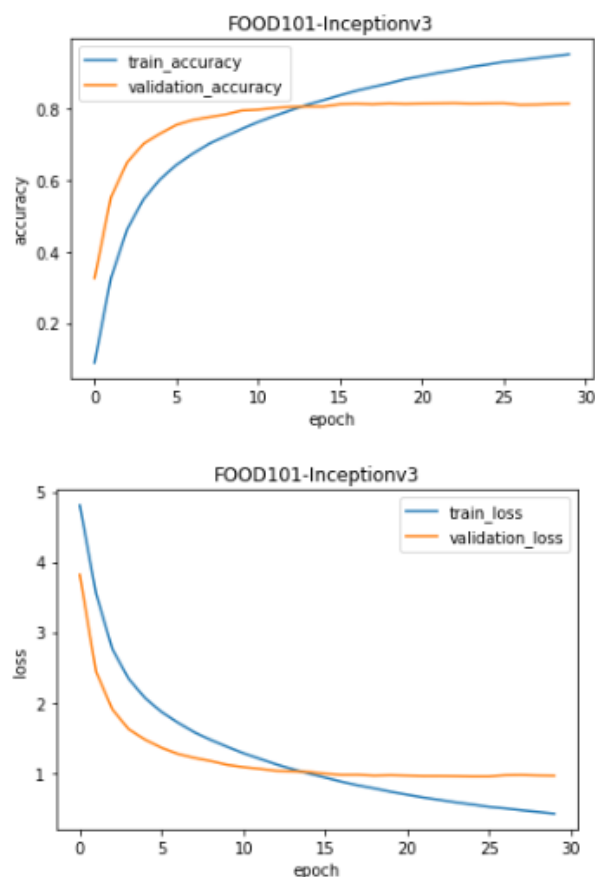 FOOD101-Inceptionv3
train_accuracy
validation_accuracy
accuracy
0.8
0.6
0.4
0.2
0 5 10 15 20 25 30
epoch
FOOD101-Inceptionv3
train_loss
validation_loss
loss
5
4
3
2
1
0 5 10 15 20 25 30
epoch